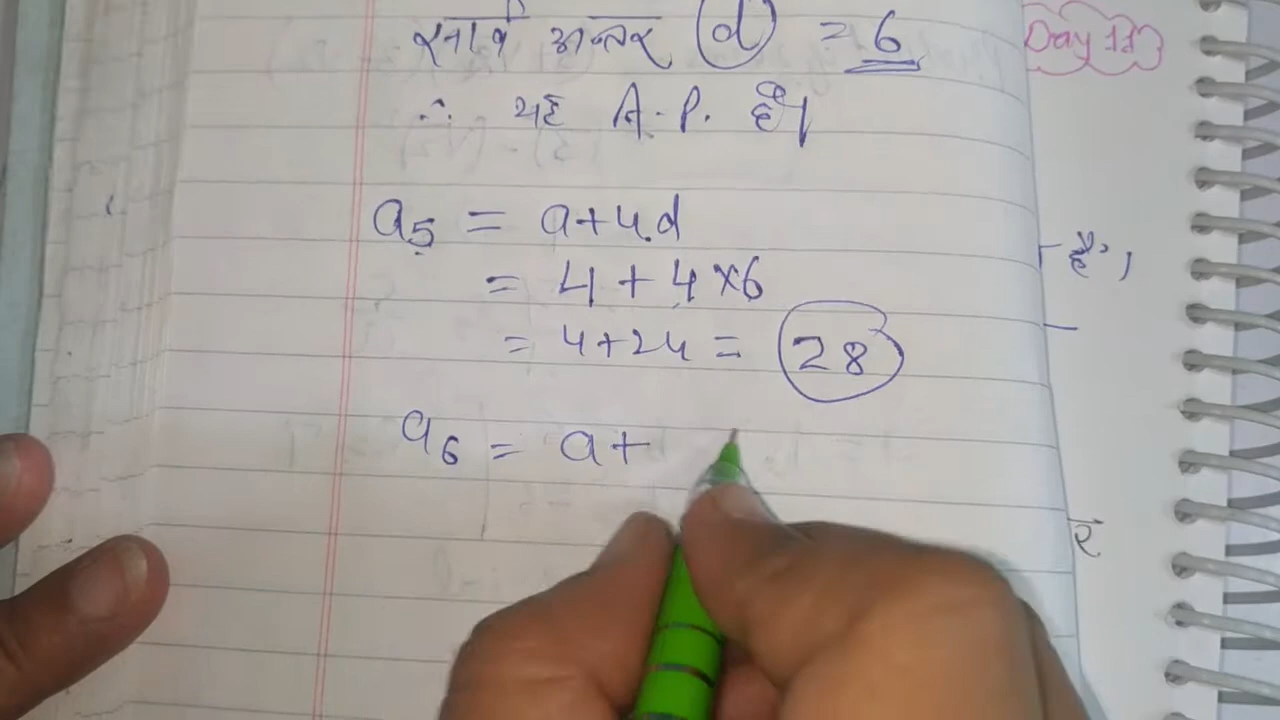 सार्व अन्तर (d) = 6
Day 11
∴ यह A.P. है।
a5 = a+4d
है।
= 4 + 4×6
= 4+24 = 28
a6 = a+